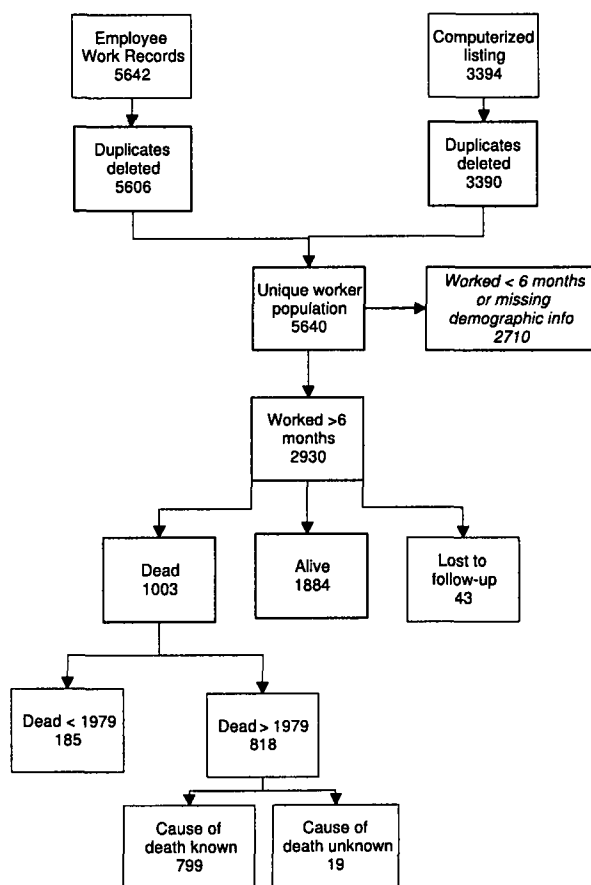 Employee
Work Records
5642
Computerized
listing
3394
Duplicates
deleted
5606
Duplicates
deleted
3390
Unique worker
population
5640
Worked < 6 months
or missing
demographic info
2710
Worked >6
months
2930
Dead
1003
Alive
1884
Lost to
follow-up
43
Dead < 1979
185
Dead > 1979
818
Cause of
death known
799
Cause of
death unknown
19